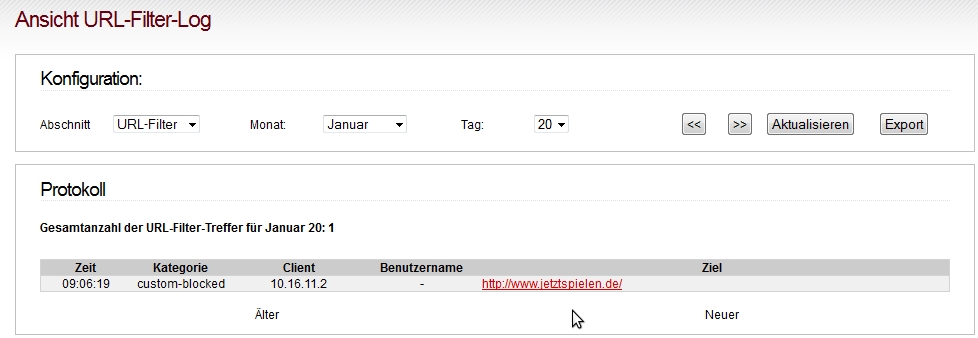 Ansicht URL-Filter-Log
Konfiguration:
Abschnitt URL-Filter Monat: Januar Tag: 20 << >> Aktualisieren Export
Protokoll
Gesamtanzahl der URL-Filter-Treffer für Januar 20: 1
Zeit Kategorie Client Benutzername Ziel
09:06:19 custom-blocked 10.16.11.2 - http://www.jetztspielen.de/
Älter Neuer